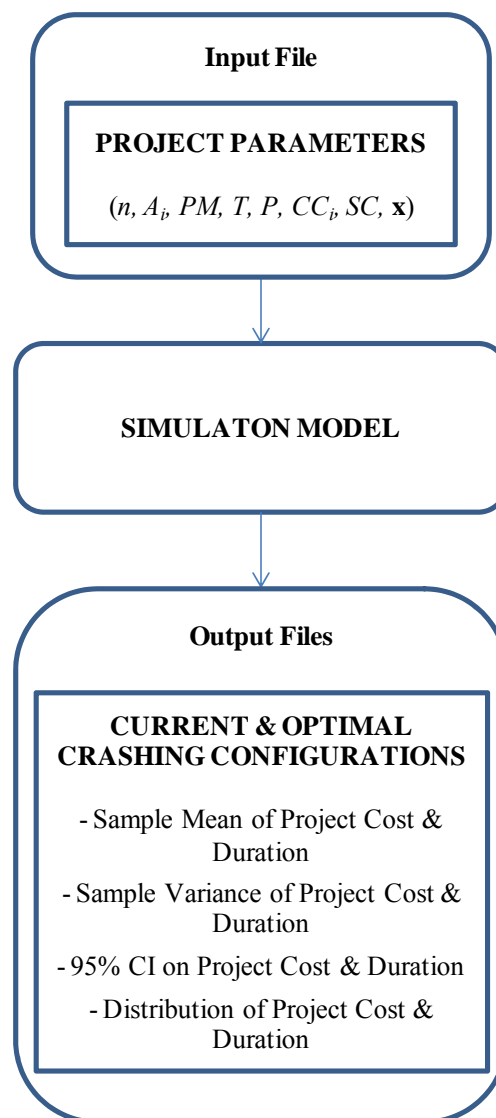 Input File
PROJECT PARAMETERS
(n, Ai, PM, T, P, CCi, SC, x)
SIMULATON MODEL
Output Files
CURRENT & OPTIMAL
CRASHING CONFIGURATIONS
- Sample Mean of Project Cost &
Duration
- Sample Variance of Project Cost &
Duration
- 95% CI on Project Cost & Duration
- Distribution of Project Cost &
Duration